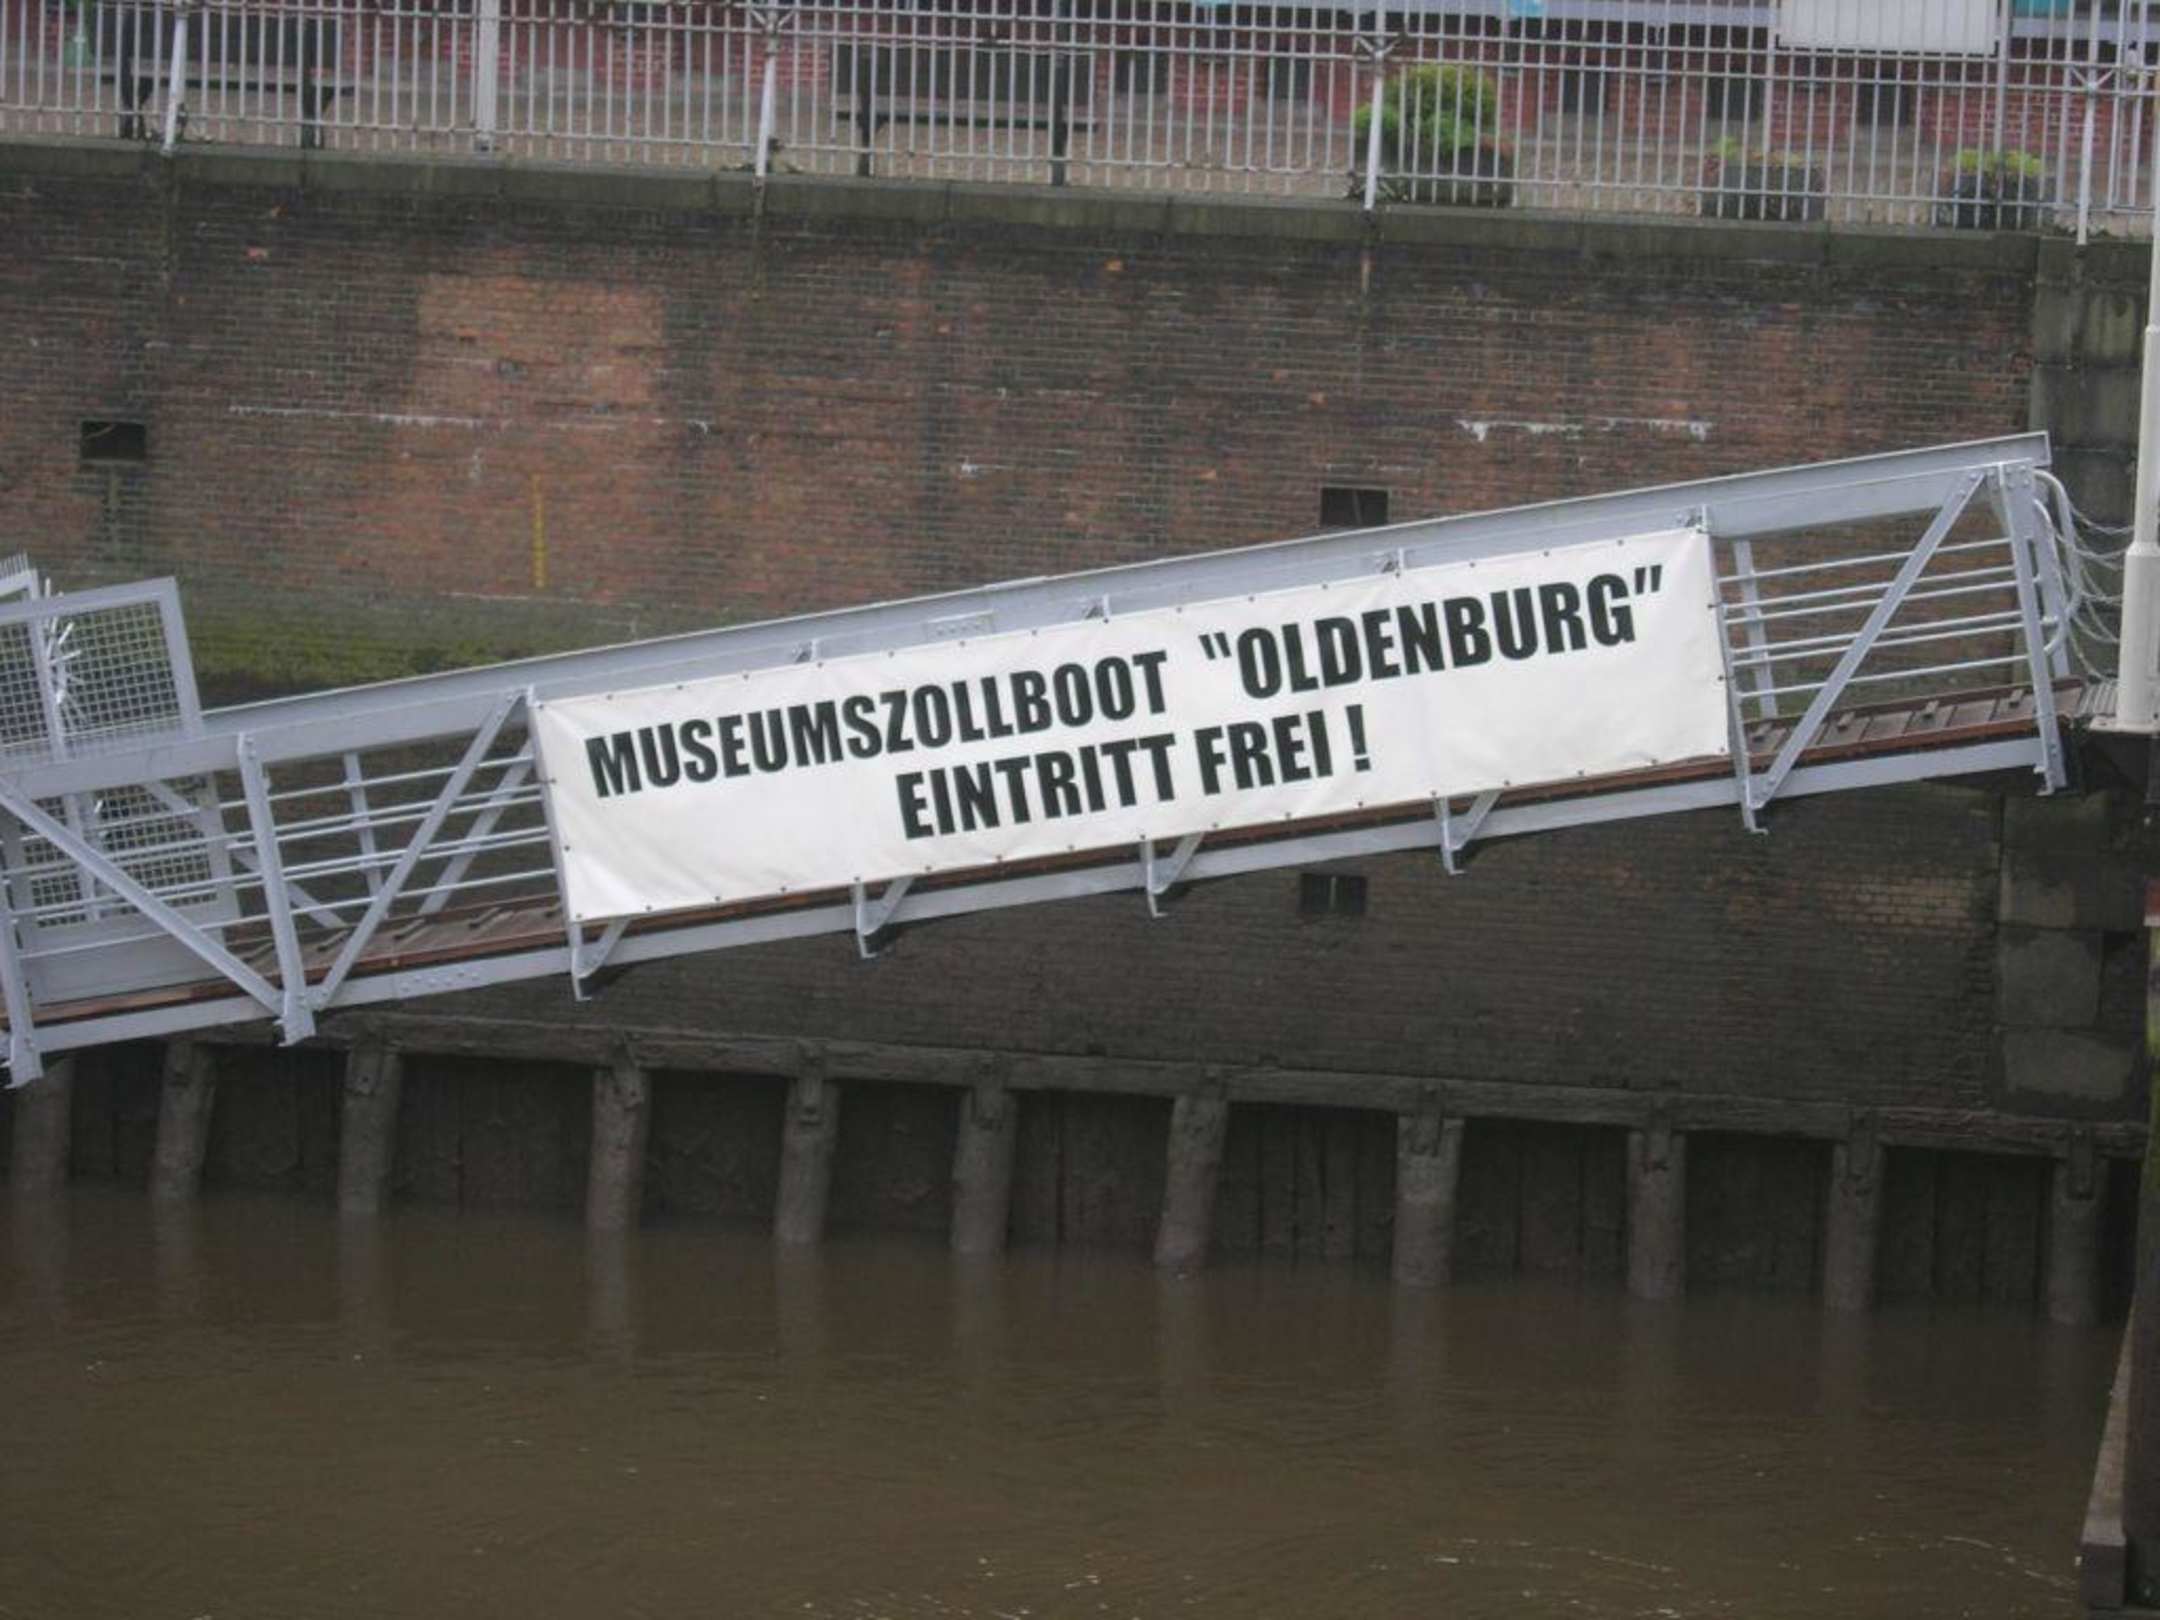 MUSEUMSZOLLBOOT "OLDENBURG"
EINTRITT FREI !